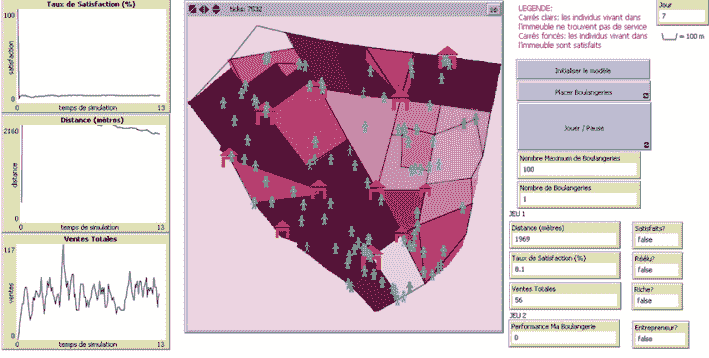 Taux de Satisfaction (%)
100
satisfaction
0
0
temps de simulation
13
Distance (mètres)
2160
distance
0
0
temps de simulation
13
Ventes Totales
117
ventes
0
0
temps de simulation
13
3D
LEGENDE:
Carrés clairs: les individus vivant dans
l'immeuble ne trouvent pas de service
Carrés foncés: les individus vivant dans
l'immeuble sont satisfaits
Jour
7
= 100 m
Initialiser le modèle
Placer Boulangeries
Jouer / Pause
Nombre Maximum de Boulangeries
100
Nombre de Boulangeries
1
JEU 1
Distance (mètres)
1969
Satisfaits?
false
Taux de Satisfaction (%)
8.1
Réélu?
false
Ventes Totales
56
Riche?
false
JEU 2
Performance Ma Boulangerie
0
Entrepreneur?
false